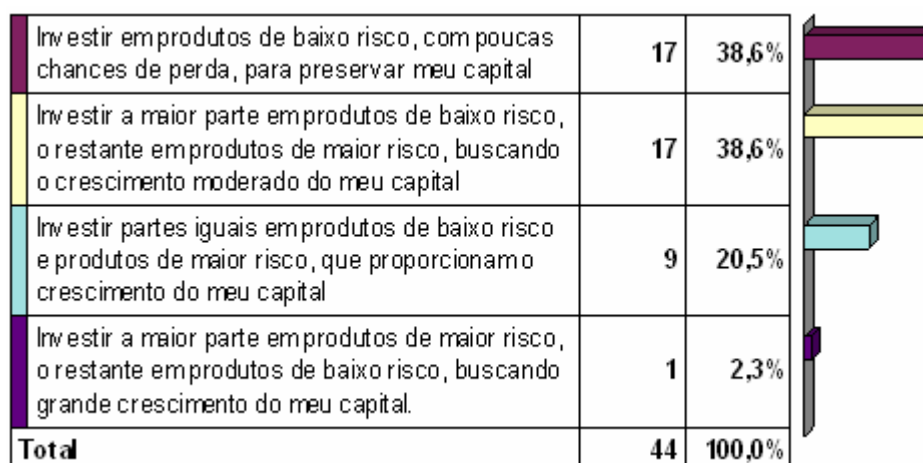 Investir em produtos de baixo risco, com poucas
chances de perda, para preservar meu capital
17 38,6%
Investir a maior parte em produtos de baixo risco,
o restante em produtos de maior risco, buscando
o crescimento moderado do meu capital
17 38,6%
Investir partes iguais em produtos de baixo risco
e produtos de maior risco, que proporcionam o
crescimento do meu capital
9 20,5%
Investir a maior parte em produtos de maior risco,
o restante em produtos de baixo risco, buscando
grande crescimento do meu capital.
1 2,3%
Total 44 100,0%